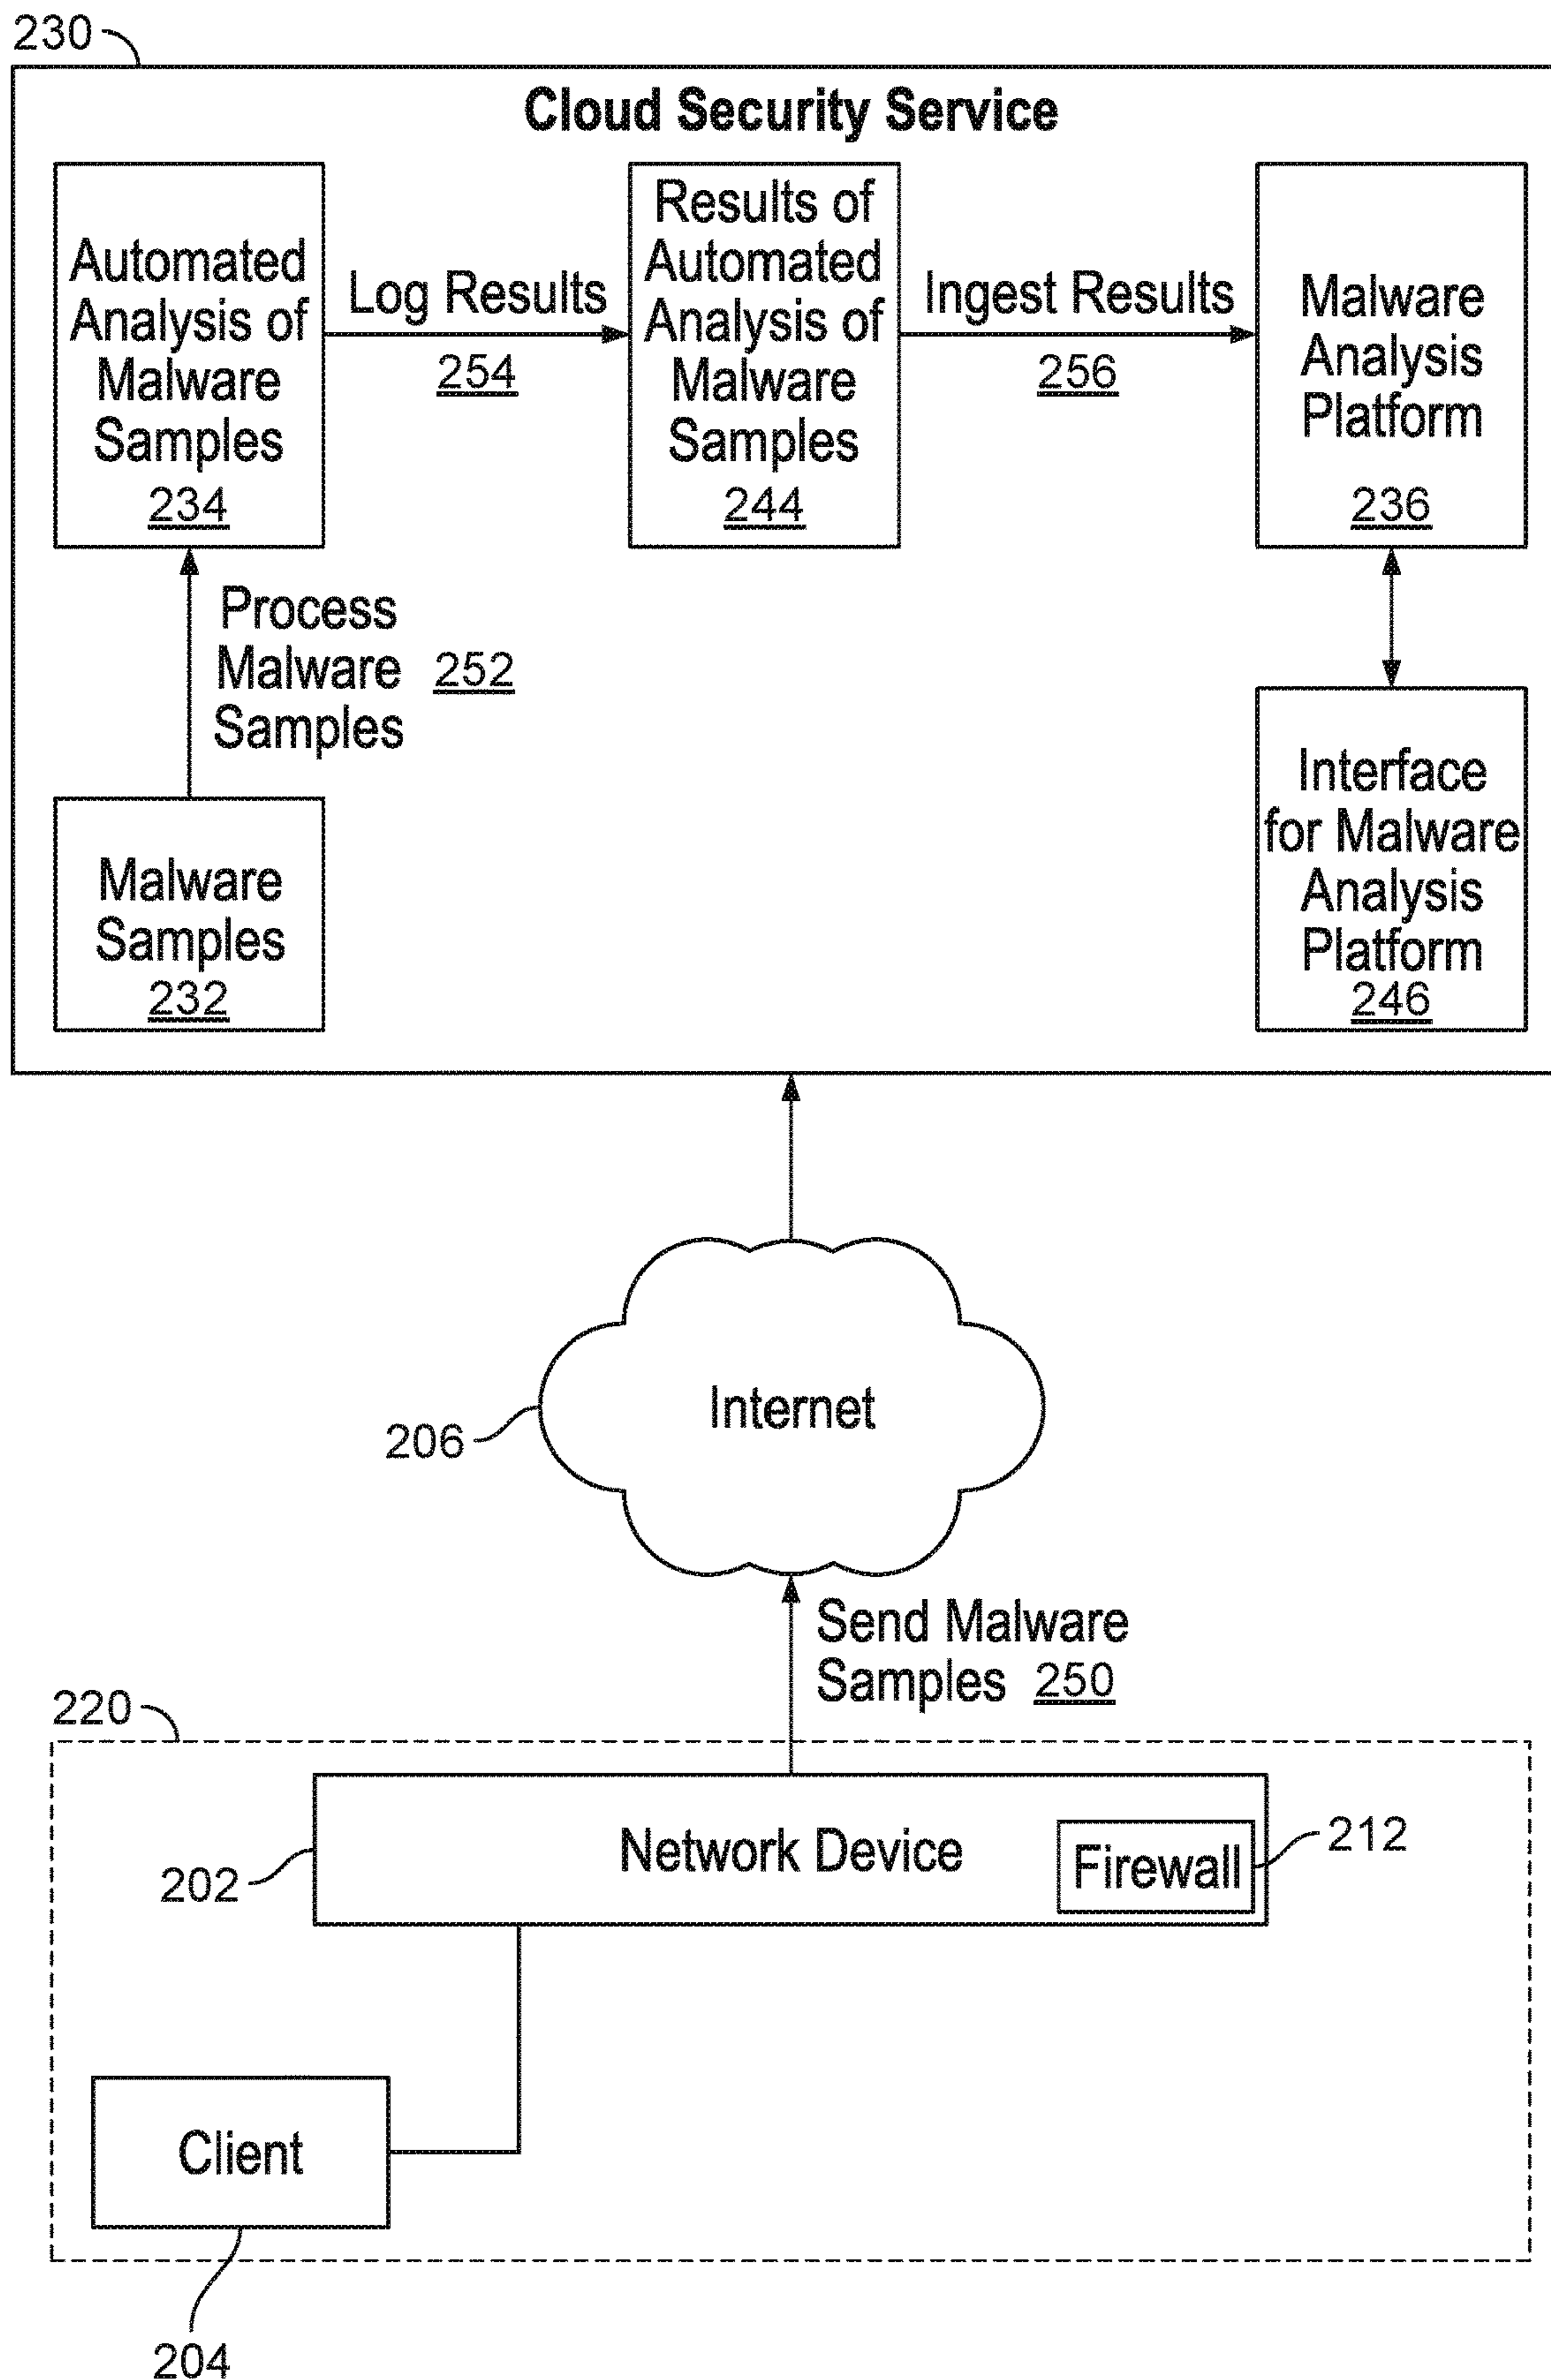 230
Cloud Security Service
Automated
Analysis of
Malware
Samples
234
Log Results
254
Results of
Automated
Analysis of
Malware
Samples
244
Ingest Results
256
Malware
Analysis
Platform
236
Process
Malware 252
Samples
Malware
Samples
232
Interface
for Malware
Analysis
Platform
246
Internet
206
Send Malware
Samples 250
220
Network Device
Firewall
212
202
Client
204